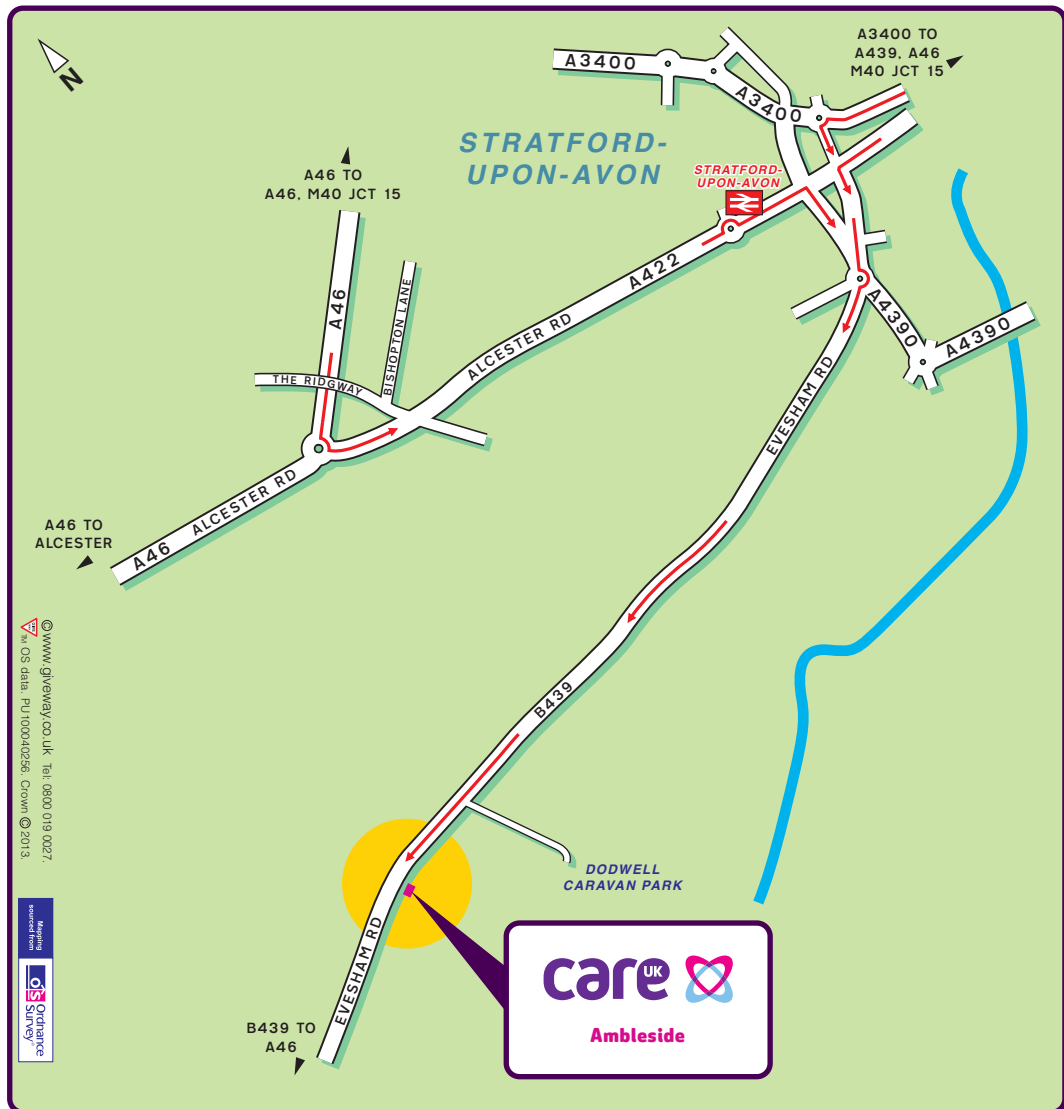 N
A3400
A3400
A3400 TO
A439, A46
M40 JCT 15
STRATFORD-
UPON-AVON
STRATFORD-
UPON-AVON
A46 TO
A46, M40 JCT 15
A46
BISHOPTON LANE
THE RIDGWAY
A422
ALCESTER RD
A4390
A4390
EVESHAM RD
ALCESTER RD
A46
A46 TO
ALCESTER
B439
DODWELL
CARAVAN PARK
EVESHAM RD
B439 TO
A46
care UK
Ambleside
©www.giveway.co.uk Tel: 0800 019 0027.
™ OS data. PU100040256. Crown © 2013.
Mapping
sourced from
OS Ordnance
Survey®